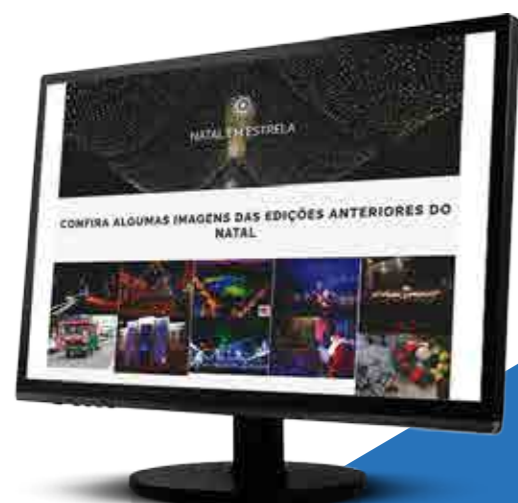 NATAL EM ESTRELA
CONFIRA ALGUMAS IMAGENS DAS EDIÇÕES ANTERIORES DO
NATAL